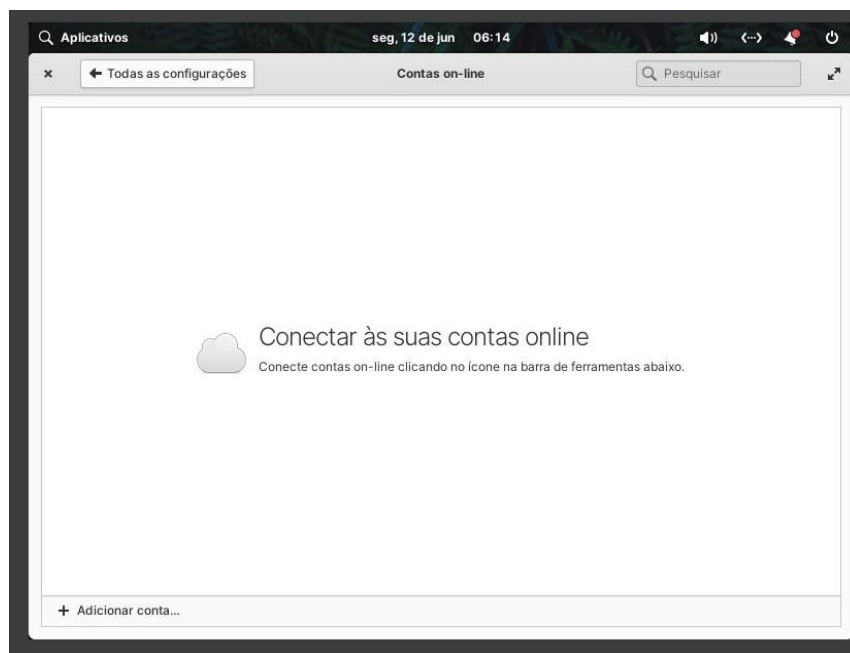 Aplicativos seg, 12 de jun 06:14
Todas as configurações Contas on-line Pesquisar
Conectar às suas contas online
Conecte contas on-line clicando no ícone na barra de ferramentas abaixo.
Adicionar conta...